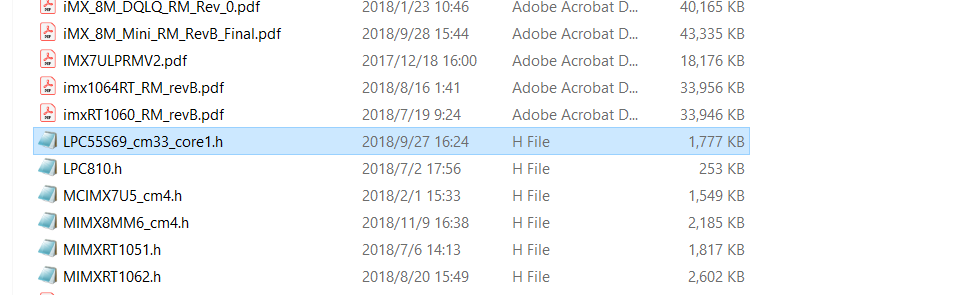 iMX_8M_DQLQ_RM_Rev_0.pdf 2018/1/23 10:46 Adobe Acrobat D... 40,165 KB
iMX_8M_Mini_RM_RevB_Final.pdf 2018/9/28 15:44 Adobe Acrobat D... 43,335 KB
IMX7ULPRMV2.pdf 2017/12/18 16:00 Adobe Acrobat D... 18,176 KB
imx1064RT_RM_revB.pdf 2018/8/16 1:41 Adobe Acrobat D... 33,956 KB
imxRT1060_RM_revB.pdf 2018/7/19 9:24 Adobe Acrobat D... 33,946 KB
LPC55S69_cm33_core1.h 2018/9/27 16:24 H File 1,777 KB
LPC810.h 2018/7/2 17:56 H File 253 KB
MCIMX7U5_cm4.h 2018/2/1 15:33 H File 1,549 KB
MIMX8MM6_cm4.h 2018/11/9 16:38 H File 2,185 KB
MIMXRT1051.h 2018/7/6 14:13 H File 1,817 KB
MIMXRT1062.h 2018/8/20 15:49 H File 2,602 KB